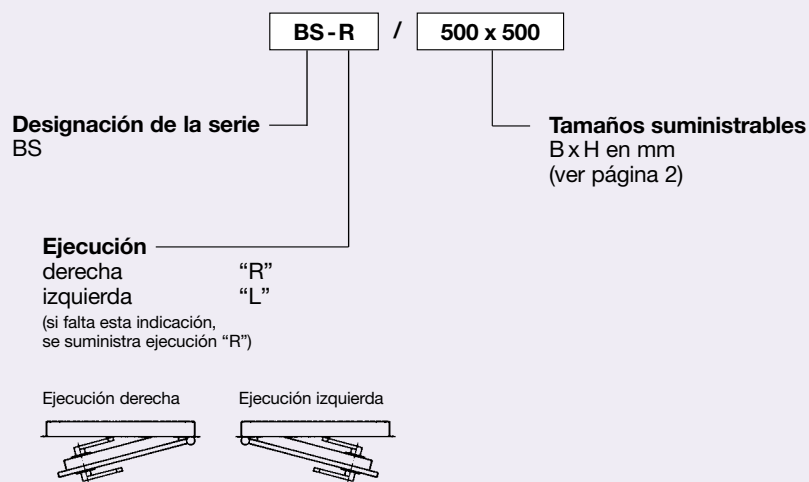 BS-R / 500 x 500
Designación de la serie
BS
Tamaños suministrables
B x H en mm
(ver página 2)
Ejecución
derecha “R”
izquierda “L”
(si falta esta indicación,
se suministra ejecución “R”)
Ejecución derecha
Ejecución izquierda